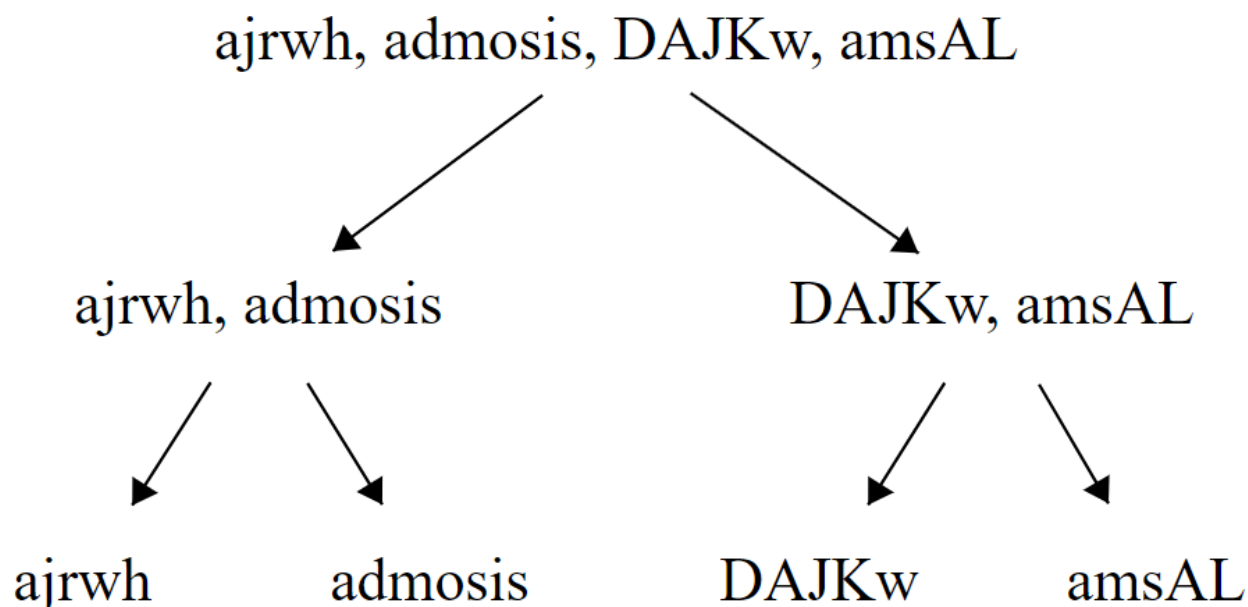 ajrwh, admosis, DAJKw, amsAL
ajrwh, admosis
DAJKw, amsAL
ajrwh
admosis
DAJKw
amsAL